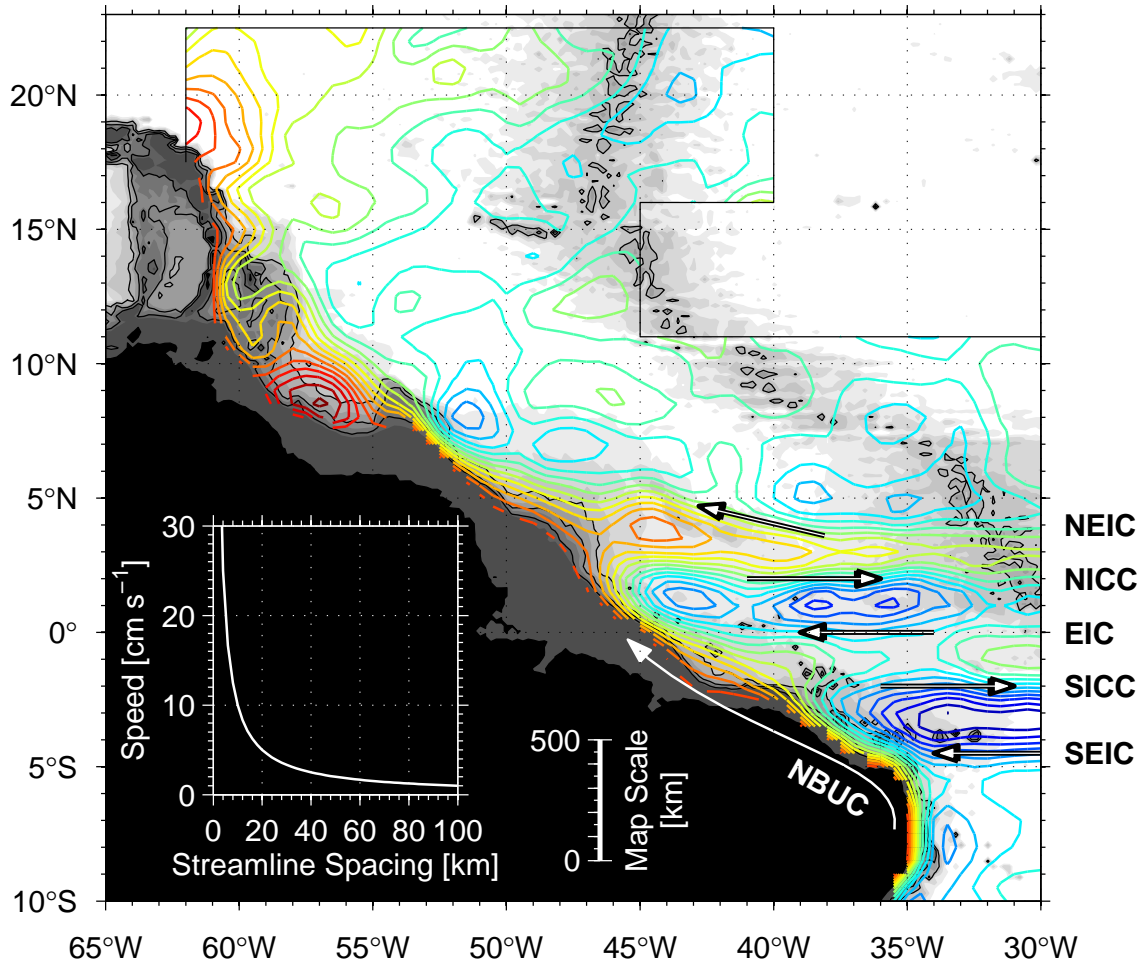 20°N
15°N
10°N
5°N
0°
5°S
10°S
65°W
60°W
55°W
50°W
45°W
40°W
35°W
30°W
NEIC
NICC
EIC
SICC
SEIC
NBUC
Speed [cm s⁻¹]
30
20
10
0
0
20
40
60
80
100
Streamline Spacing [km]
500
0
Map Scale
[km]